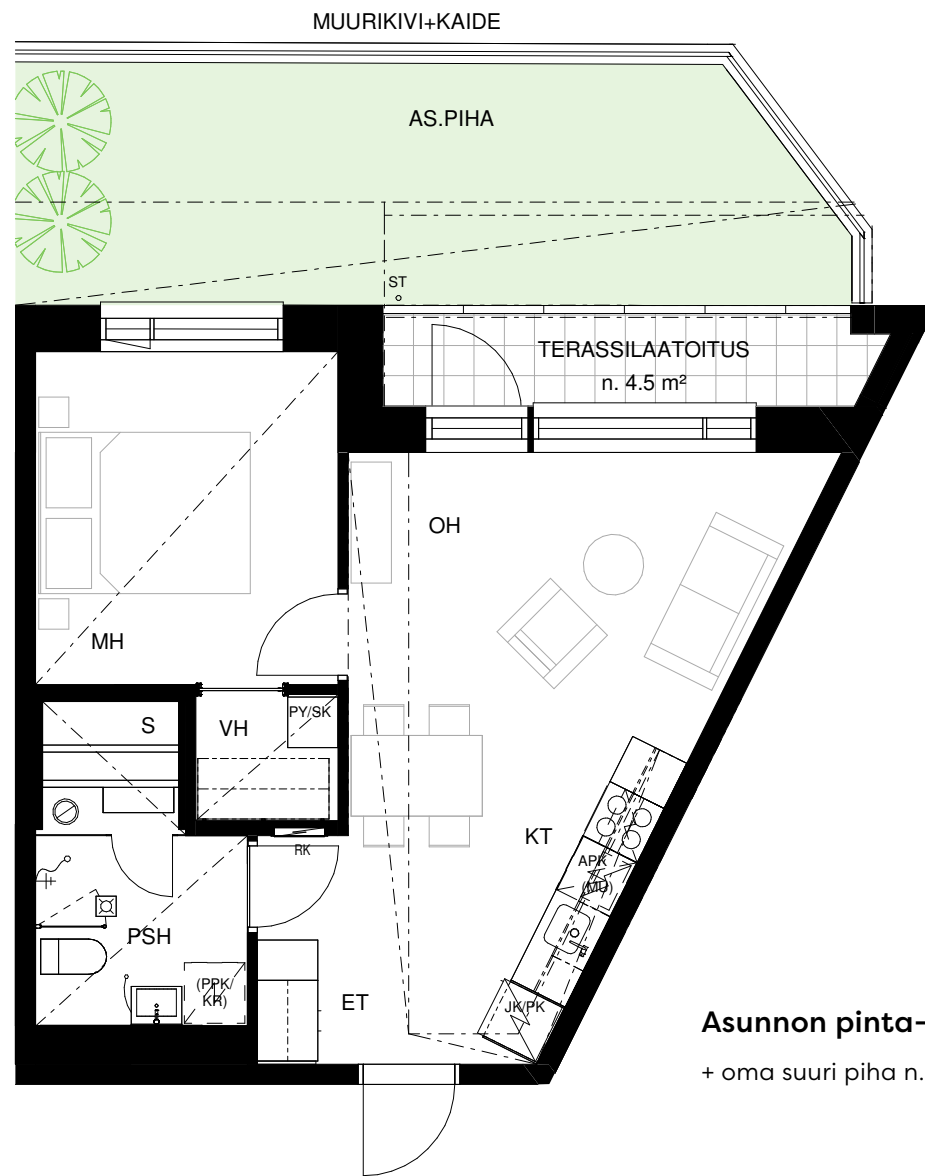 MUURIKIVI+KAIDE
AS.PIHA
ST
TERASSILAATOITUS
n. 4.5 m²
OH
MH
S
VH
PY/SK
KT
RK
APK
(MU)
PSH
(PPK/
KR)
ET
JK/PK
Asunnon pinta-
+ oma suuri piha n.